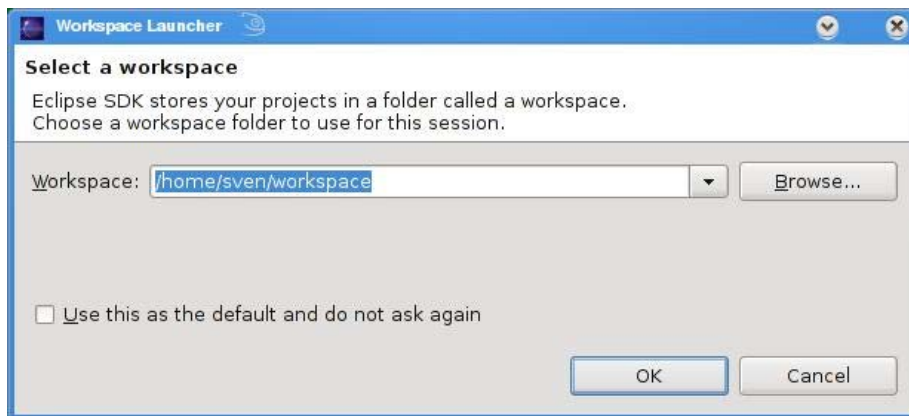 Workspace Launcher
Select a workspace
Eclipse SDK stores your projects in a folder called a workspace.
Choose a workspace folder to use for this session.
Workspace: /home/sven/workspace Browse...
Use this as the default and do not ask again
OK Cancel